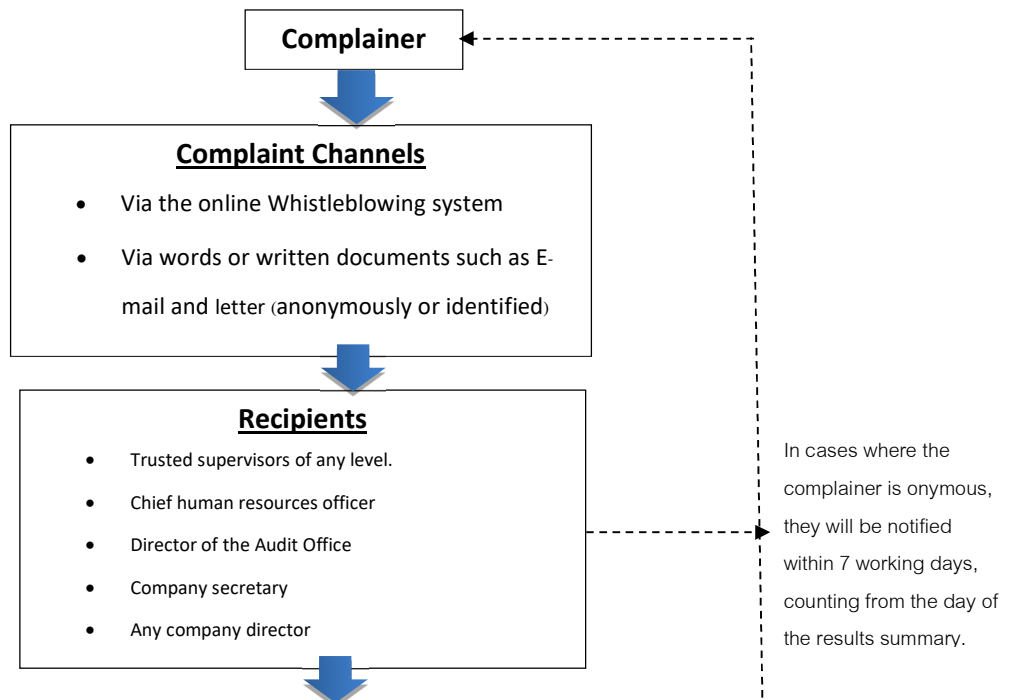 Complainer
Complaint Channels
• Via the online Whistleblowing system
• Via words or written documents such as E-
mail and letter (anonymously or identified)
Recipients
• Trusted supervisors of any level.
• Chief human resources officer
• Director of the Audit Office
• Company secretary
• Any company director
In cases where the
complainer is onymous,
they will be notified
within 7 working days,
counting from the day of
the results summary.